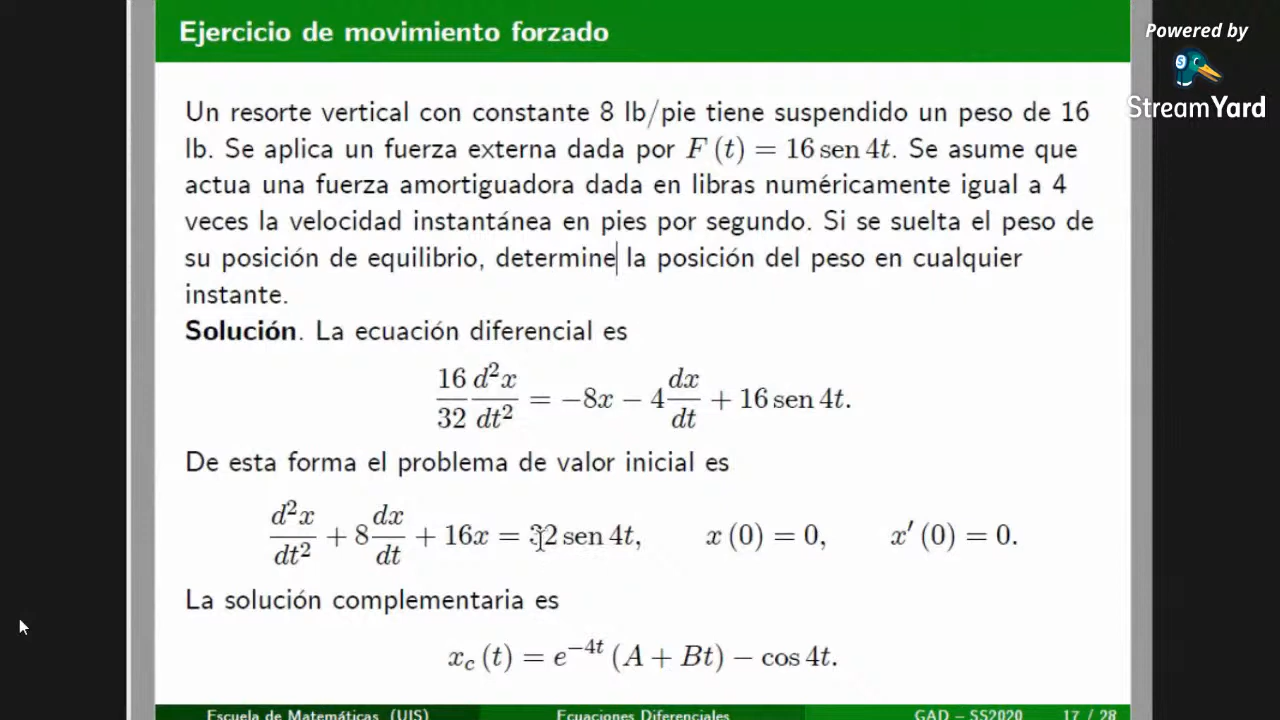 Ejercicio de movimiento forzado
Powered by
StreamYard
Un resorte vertical con constante 8 lb/pie tiene suspendido un peso de 16
lb. Se aplica un fuerza externa dada por F (t) = 16 sen 4t. Se asume que
actua una fuerza amortiguadora dada en libras numéricamente igual a 4
veces la velocidad instantánea en pies por segundo. Si se suelta el peso de
su posición de equilibrio, determine la posición del peso en cualquier
instante.
Solución. La ecuación diferencial es
16/32 d²x/dt² = −8x − 4 dx/dt + 16 sen 4t.
De esta forma el problema de valor inicial es
d²x/dt² + 8 dx/dt + 16x = 32 sen 4t, x (0) = 0, x′ (0) = 0.
La solución complementaria es
x_c (t) = e^{−4t} (A + Bt) − cos 4t.
Escuela de Matemáticas (UIS) Ecuaciones Diferenciales GAD – SS2020 17 / 28